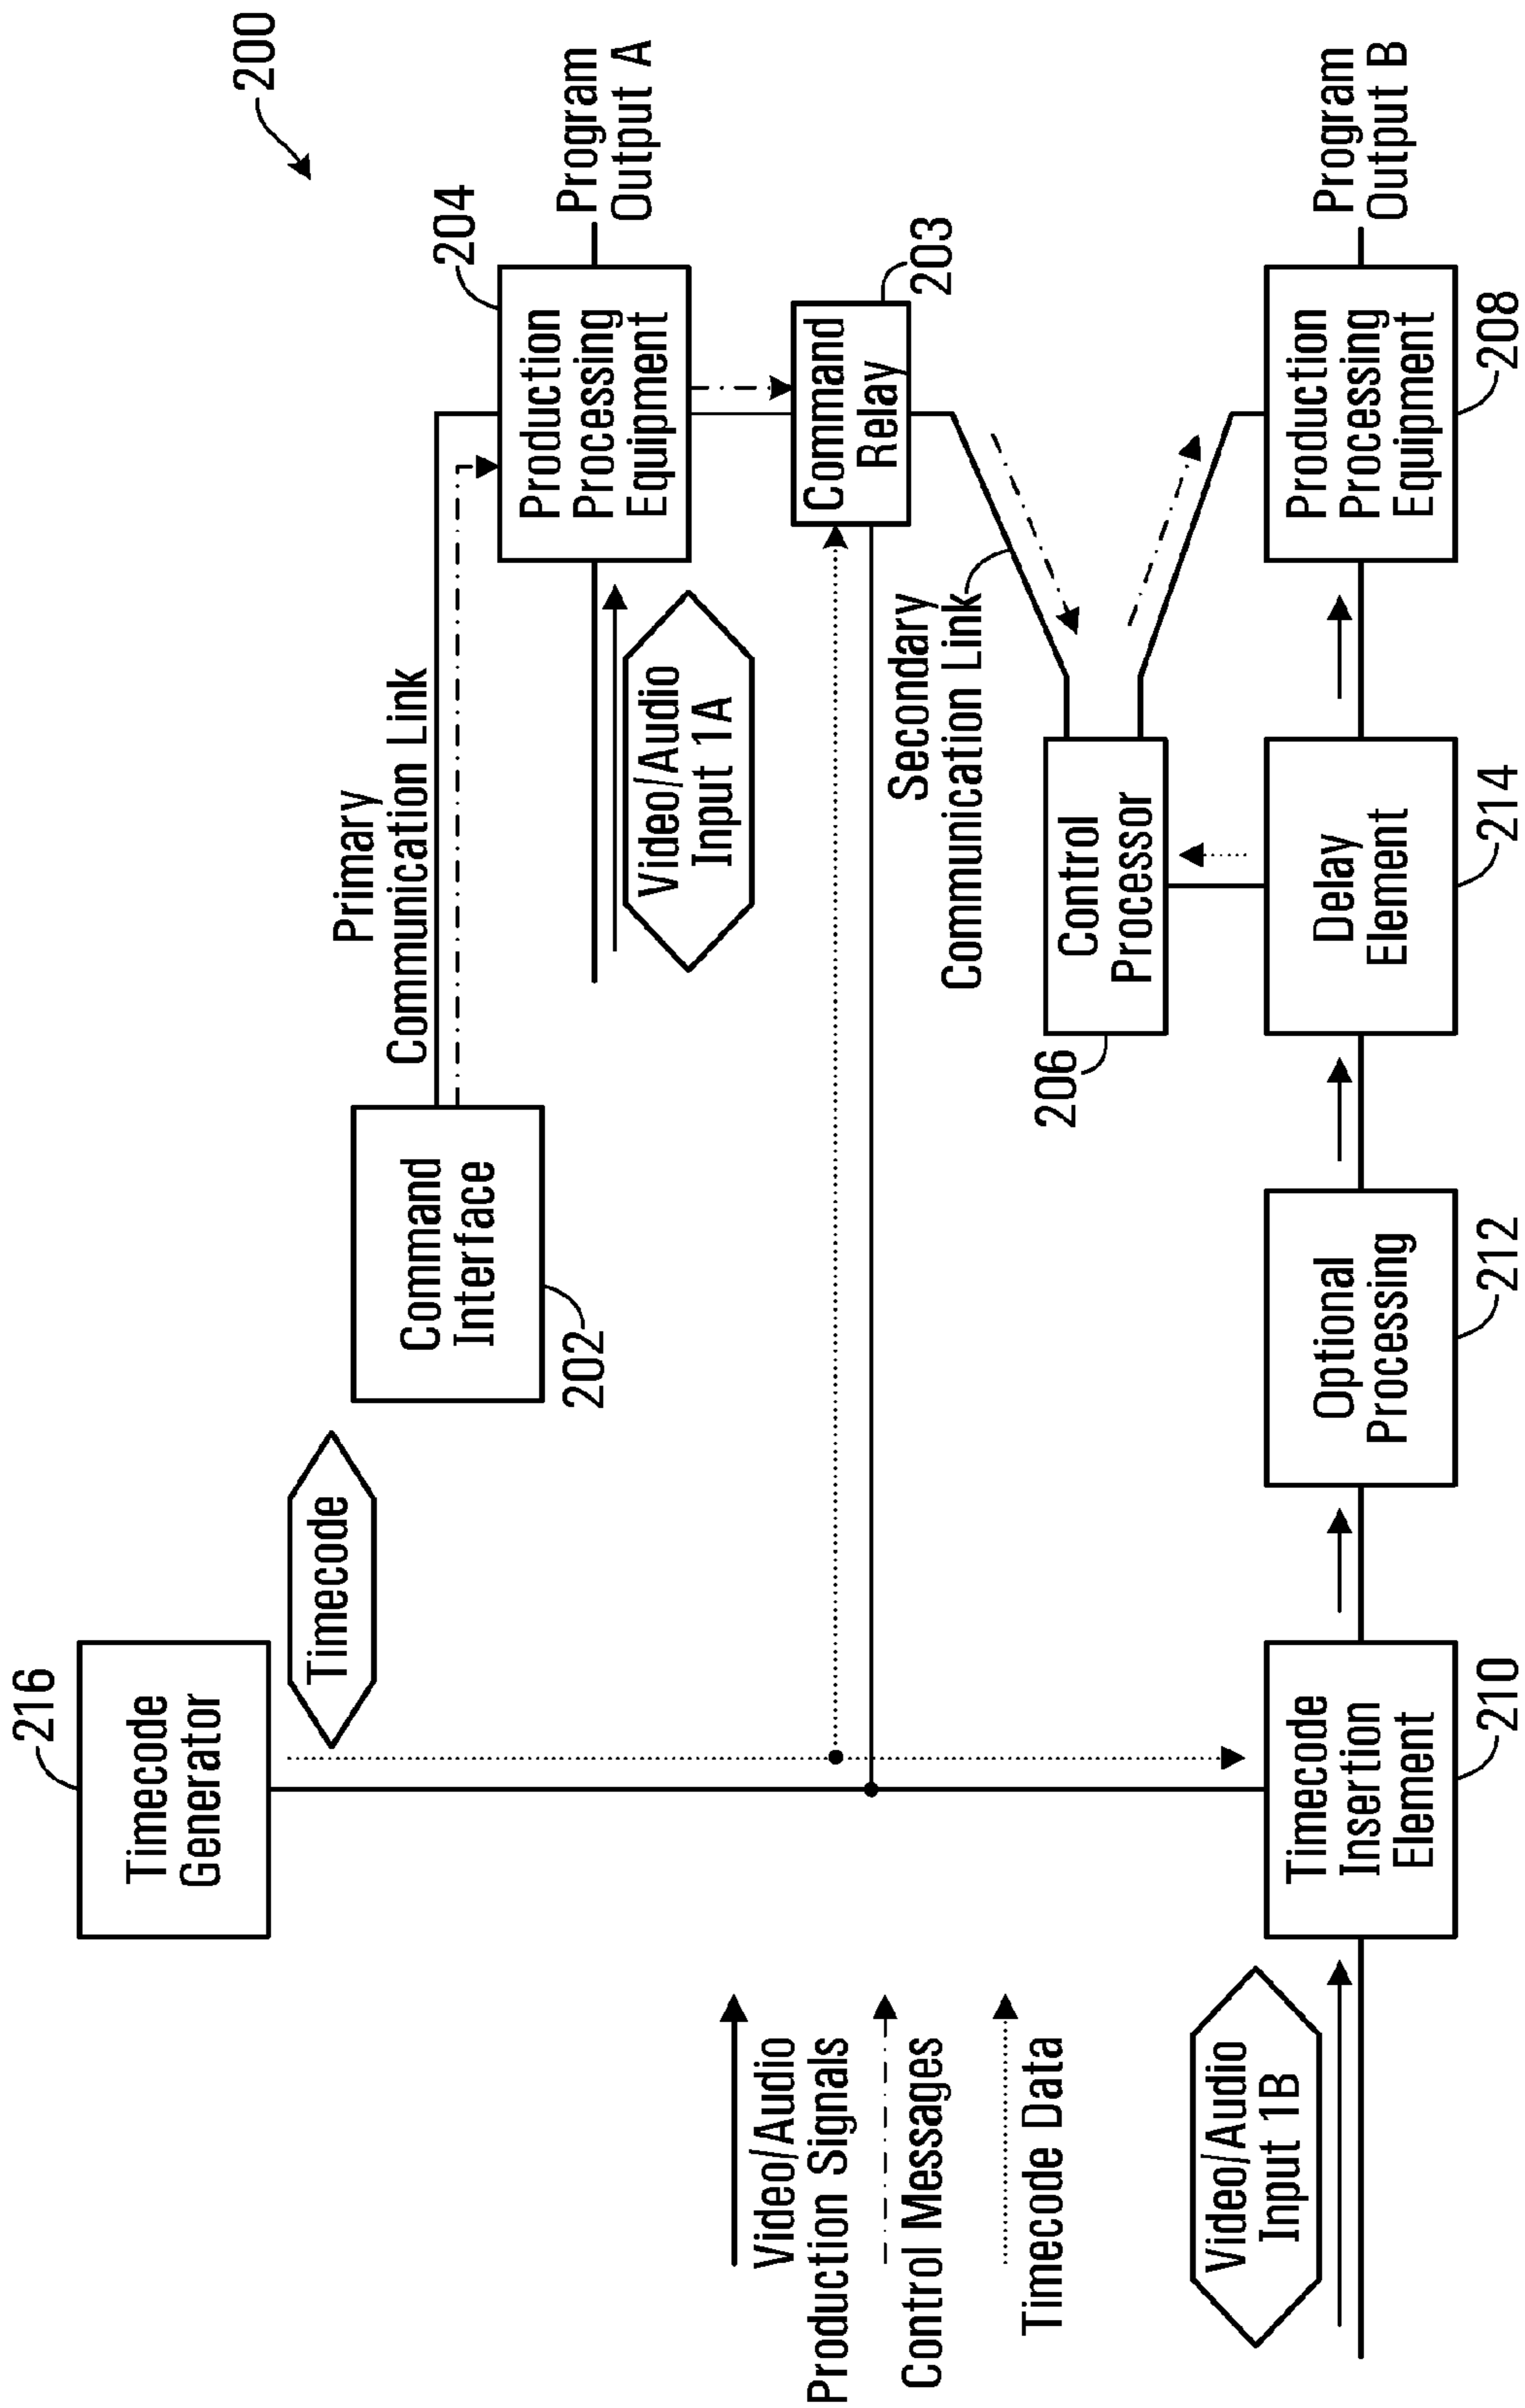 200
216
Timecode
Generator
Timecode
Command
Interface
202
Primary
Communication Link
204
Production
Processing
Equipment
Program
Output A
Video/Audio
Input 1A
Command
Relay
203
Secondary
Communication Link
Control
Processor
206
Video/Audio
Production Signals
Control Messages
Timecode Data
Video/Audio
Input 1B
Timecode
Insertion
Element
210
Optional
Processing
212
Delay
Element
214
Production
Processing
Equipment
208
Program
Output B